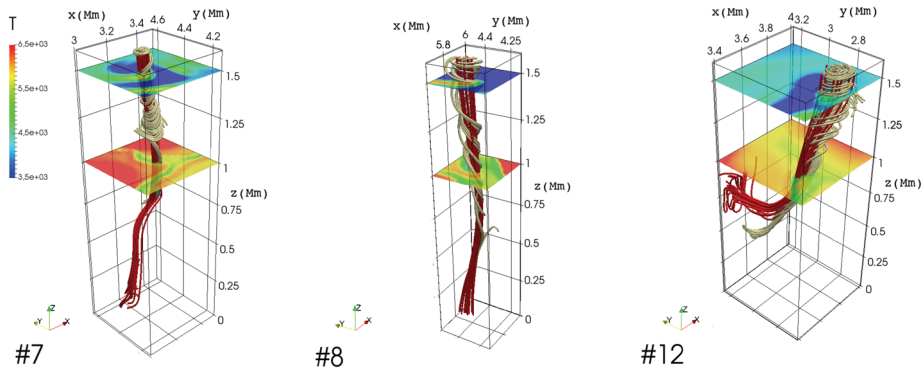 T
6.5e+03
5.5e+03
4.5e+03
3.5e+03
x(Mm) y(Mm)
3 3.2 3.4 4.6 4.4 4.2
1.5
1.25
1
z(Mm)
0.75
0.5
0.25
0
Z
Y X
#7
x(Mm) y(Mm)
5.8 6 4.4 4.25
1.5
1.25
1
z(Mm)
0.75
0.5
0.25
0
Z
Y X
#8
x(Mm) y(Mm)
3.4 3.6 3.8 4 3.2 3 2.8
1.5
1.25
1
z(Mm)
0.75
0.5
0.25
0
Z
Y X
#12